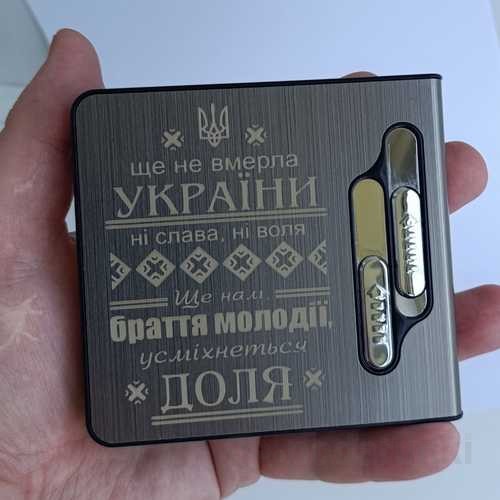 ще не вмерла
УКРАЇНИ
ні слава, ні воля
Ще нам,
браття молодії,
усміхнеться
ДОЛЯ